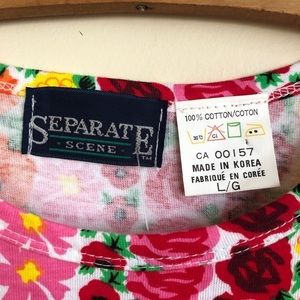 SEPARATE
SCENE
TM
100% COTTON/COTON
CA 00157
MADE IN KOREA
FABRIQUÉ EN CORÉE
L/G